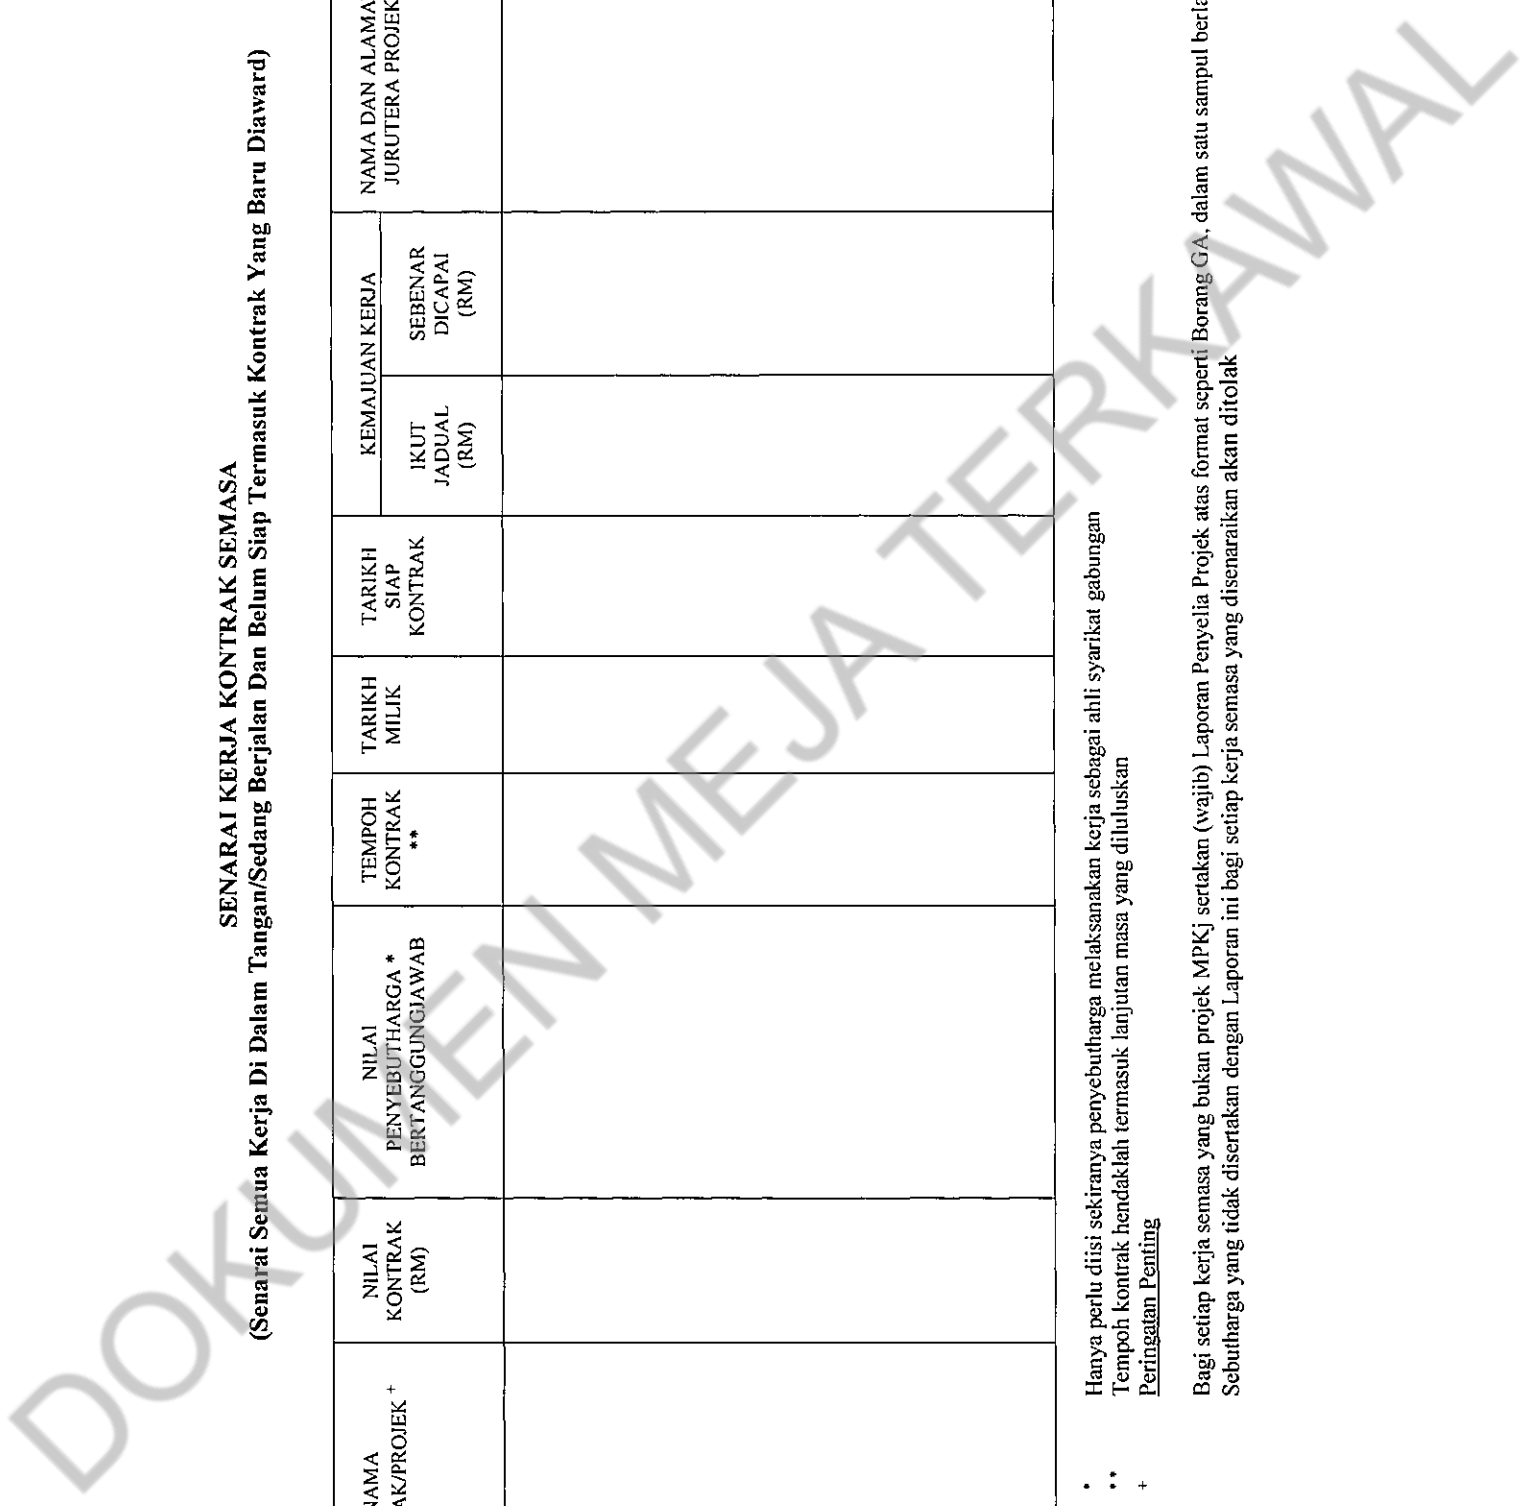 SENARAI KERJA KONTRAK SEMASA
(Senarai Semua Kerja Di Dalam Tangan/Sedang Berjalan Dan Belum Siap Termasuk Kontrak Yang Baru Diaward)
NAMA
AK/PROJEK +
NILAI
KONTRAK
(RM)
NILAI
PENYEBUTHARGA *
BERTANGGUNGJAWAB
TEMPOH
KONTRAK
**
TARIKH
MILIK
TARIKH
SIAP
KONTRAK
KEMAJUAN KERJA
IKUT
JADUAL
(RM)
SEBENAR
DICAPAI
(RM)
NAMA DAN ALAMA
JURUTERA PROJEK
* Hanya perlu diisi sekiranya penyebutharga melaksanakan kerja sebagai ahli syarikat gabungan
** Tempoh kontrak hendaklah termasuk lanjutan masa yang diluluskan
+ Peringatan Penting
Bagi setiap kerja semasa yang bukan projek MPKj sertakan (wajib) Laporan Penyelia Projek atas format seperti Borang GA, dalam satu sampul berla
Sebutharga yang tidak disertakan dengan Laporan ini bagi setiap kerja semasa yang disenaraikan akan ditolak
DOKUMEN MEJA TERKAWAL